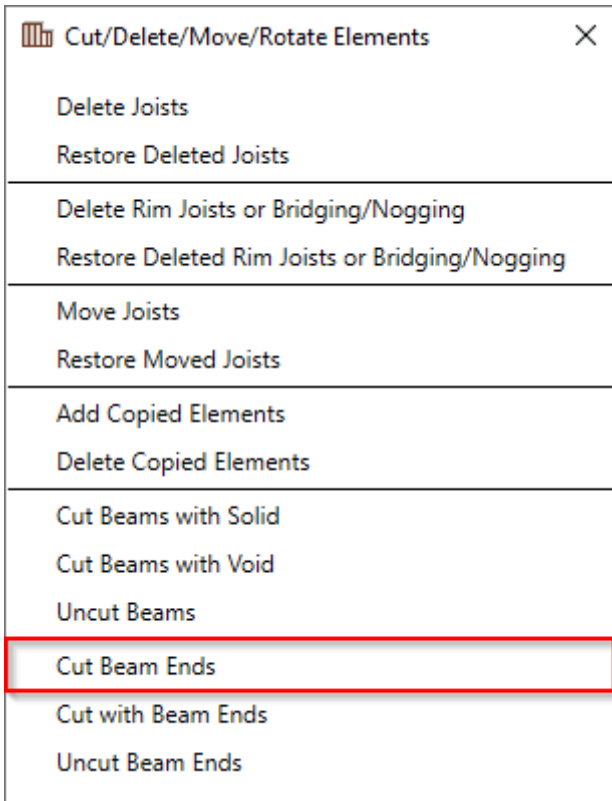 Cut/Delete/Move/Rotate Elements
Delete Joists
Restore Deleted Joists
Delete Rim Joists or Bridging/Nogging
Restore Deleted Rim Joists or Bridging/Nogging
Move Joists
Restore Moved Joists
Add Copied Elements
Delete Copied Elements
Cut Beams with Solid
Cut Beams with Void
Uncut Beams
Cut Beam Ends
Cut with Beam Ends
Uncut Beam Ends